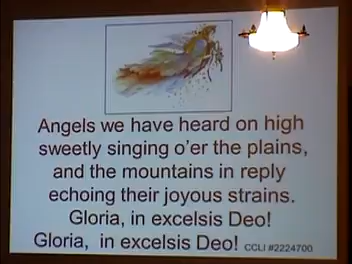 Angels we have heard on high
sweetly singing o'er the plains,
and the mountains in reply
echoing their joyous strains.
Gloria, in excelsis Deo!
Gloria, in excelsis Deo! CCLI #2224700